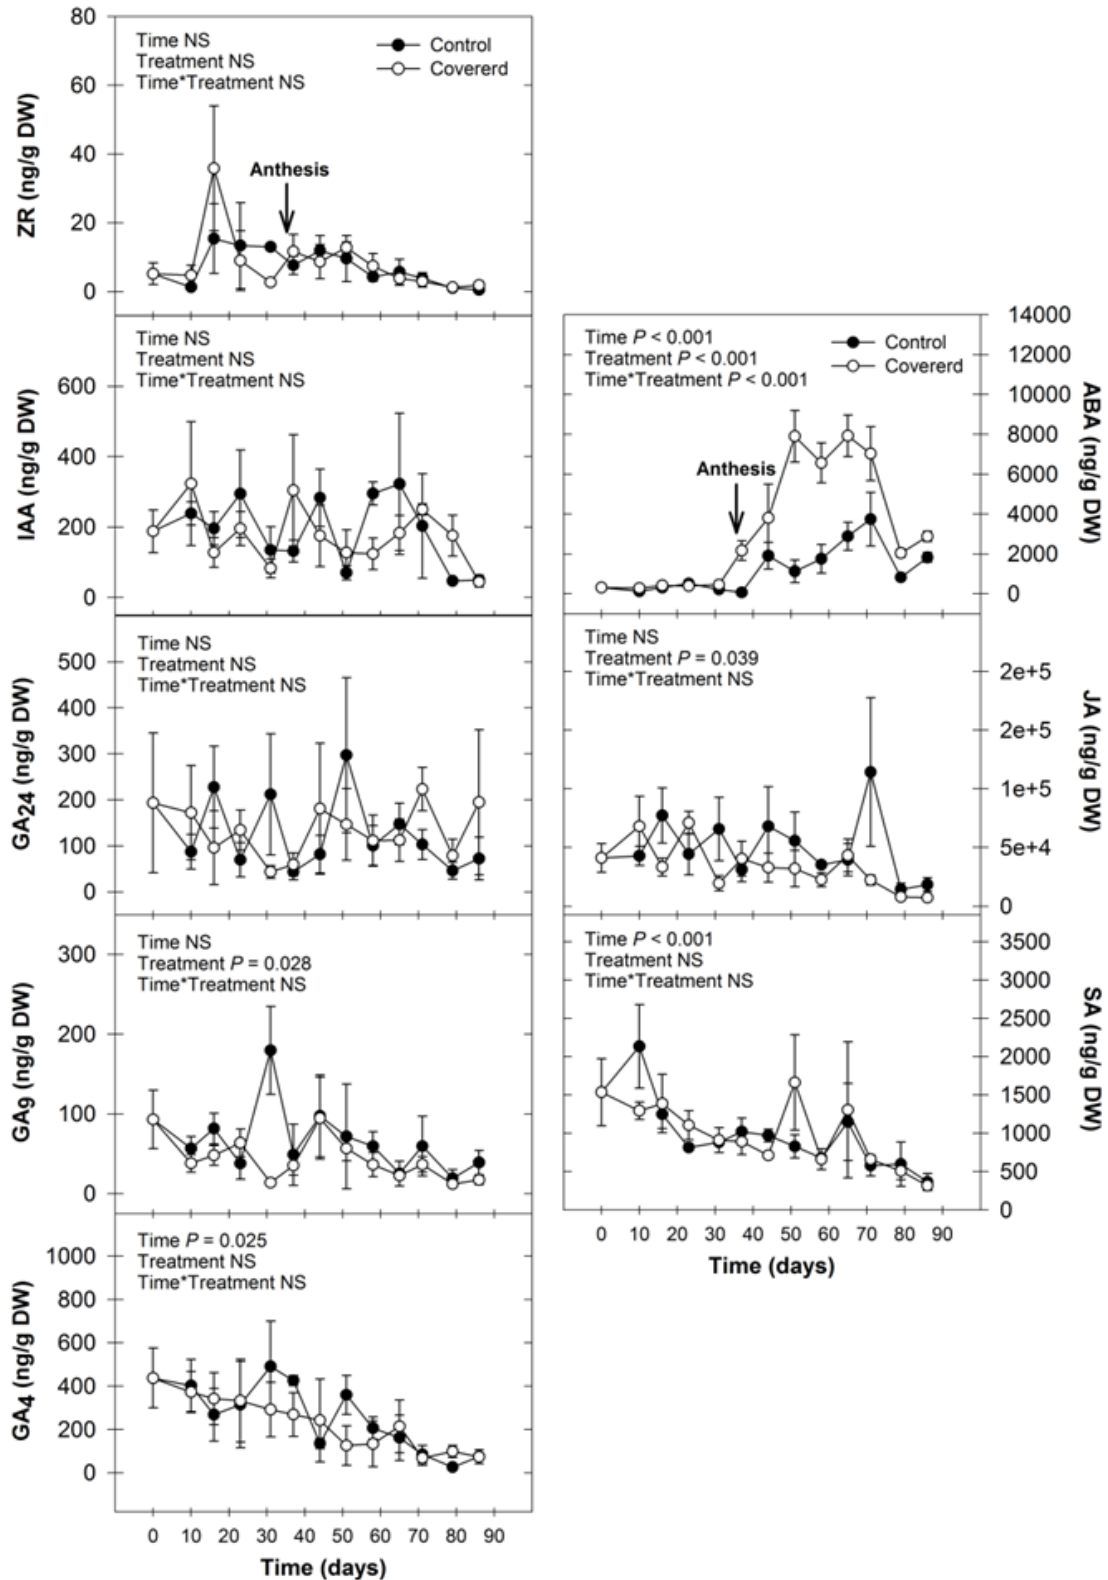 80
60
40
20
0
ZR (ng/g DW)
Time NS
Treatment NS
Time*Treatment NS
Control
Covererd
Anthesis
600
400
200
0
IAA (ng/g DW)
Time NS
Treatment NS
Time*Treatment NS
500
400
300
200
100
0
GA24 (ng/g DW)
Time NS
Treatment NS
Time*Treatment NS
300
200
100
0
GA9 (ng/g DW)
Time NS
Treatment P = 0.028
Time*Treatment NS
1000
800
600
400
200
0
GA4 (ng/g DW)
Time P = 0.025
Treatment NS
Time*Treatment NS
0 10 20 30 40 50 60 70 80 90
Time (days)
Time P < 0.001
Treatment P < 0.001
Time*Treatment P < 0.001
Control
Covererd
Anthesis
14000
12000
10000
8000
6000
4000
2000
0
ABA (ng/g DW)
Time NS
Treatment P = 0.039
Time*Treatment NS
2e+5
2e+5
1e+5
5e+4
0
JA (ng/g DW)
Time P < 0.001
Treatment NS
Time*Treatment NS
3500
3000
2500
2000
1500
1000
500
0
SA (ng/g DW)
0 10 20 30 40 50 60 70 80 90
Time (days)